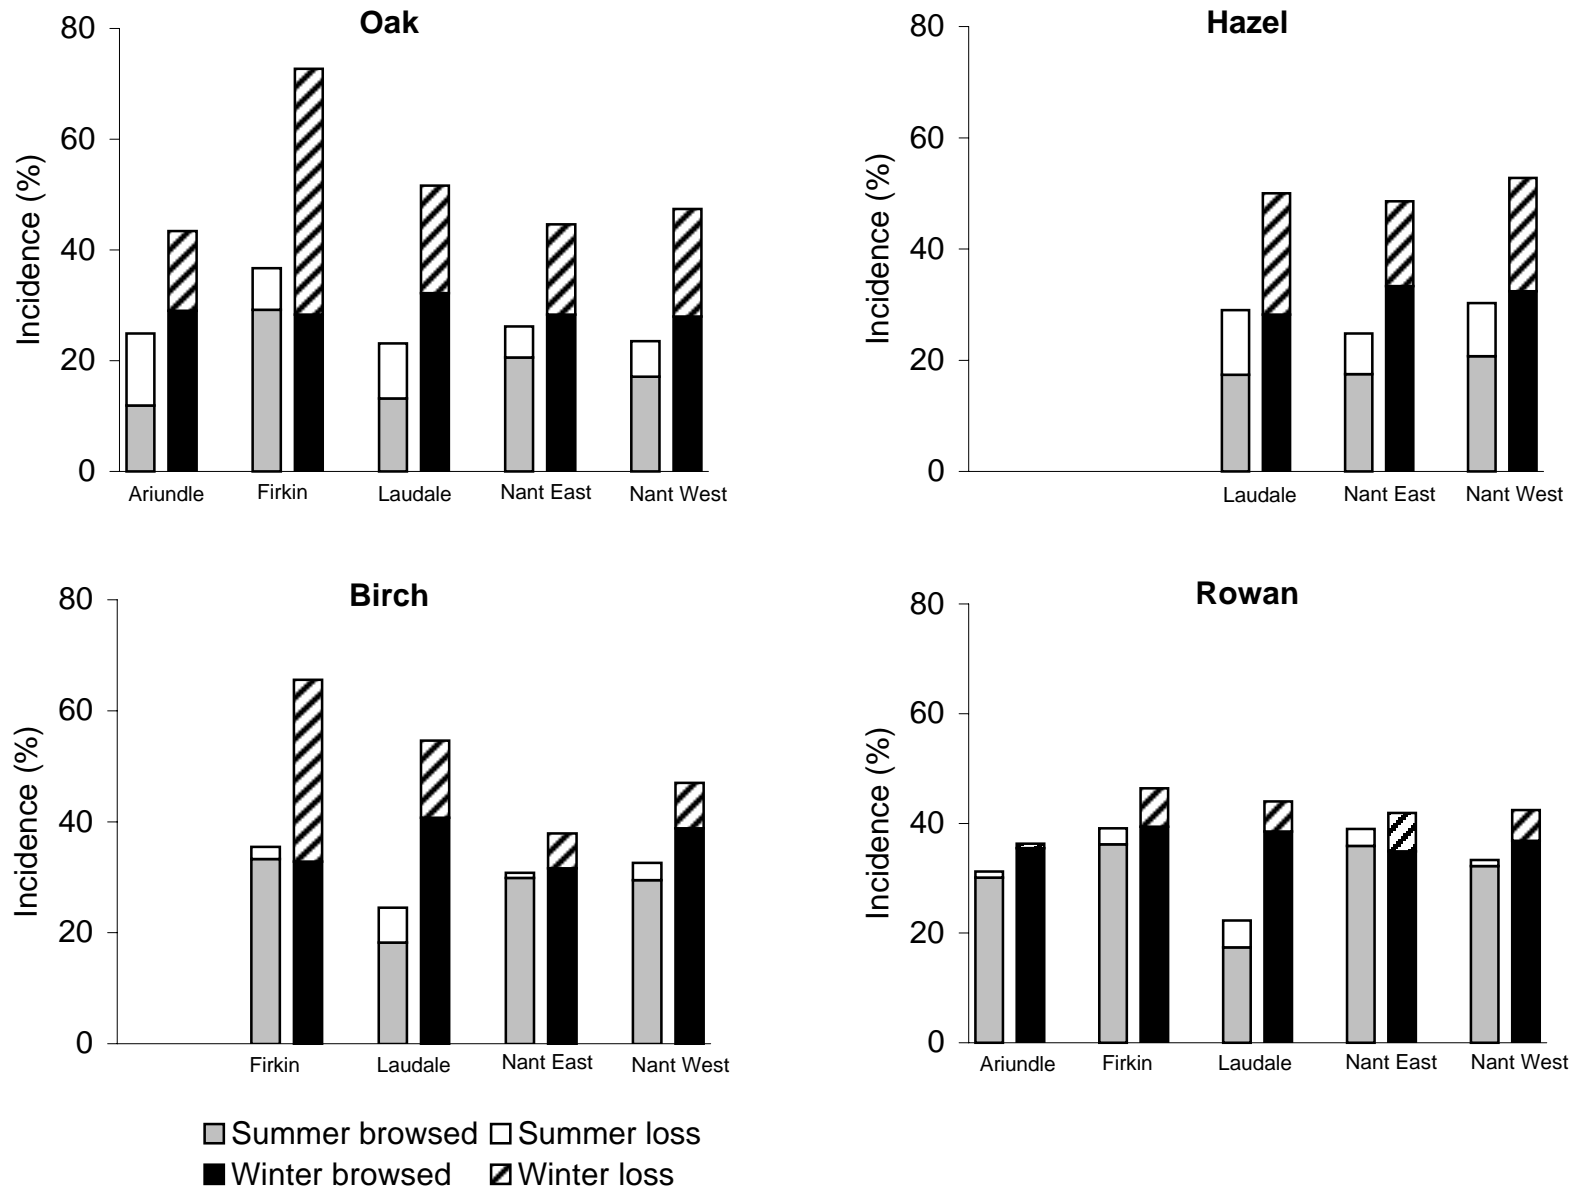 Oak
Incidence (%)
80
60
40
20
0
Ariundle Firkin Laudale Nant East Nant West
Hazel
Incidence (%)
80
60
40
20
0
Laudale Nant East Nant West
Birch
Incidence (%)
80
60
40
20
0
Firkin Laudale Nant East Nant West
Rowan
Incidence (%)
80
60
40
20
0
Ariundle Firkin Laudale Nant East Nant West
Summer browsed Summer loss
Winter browsed Winter loss